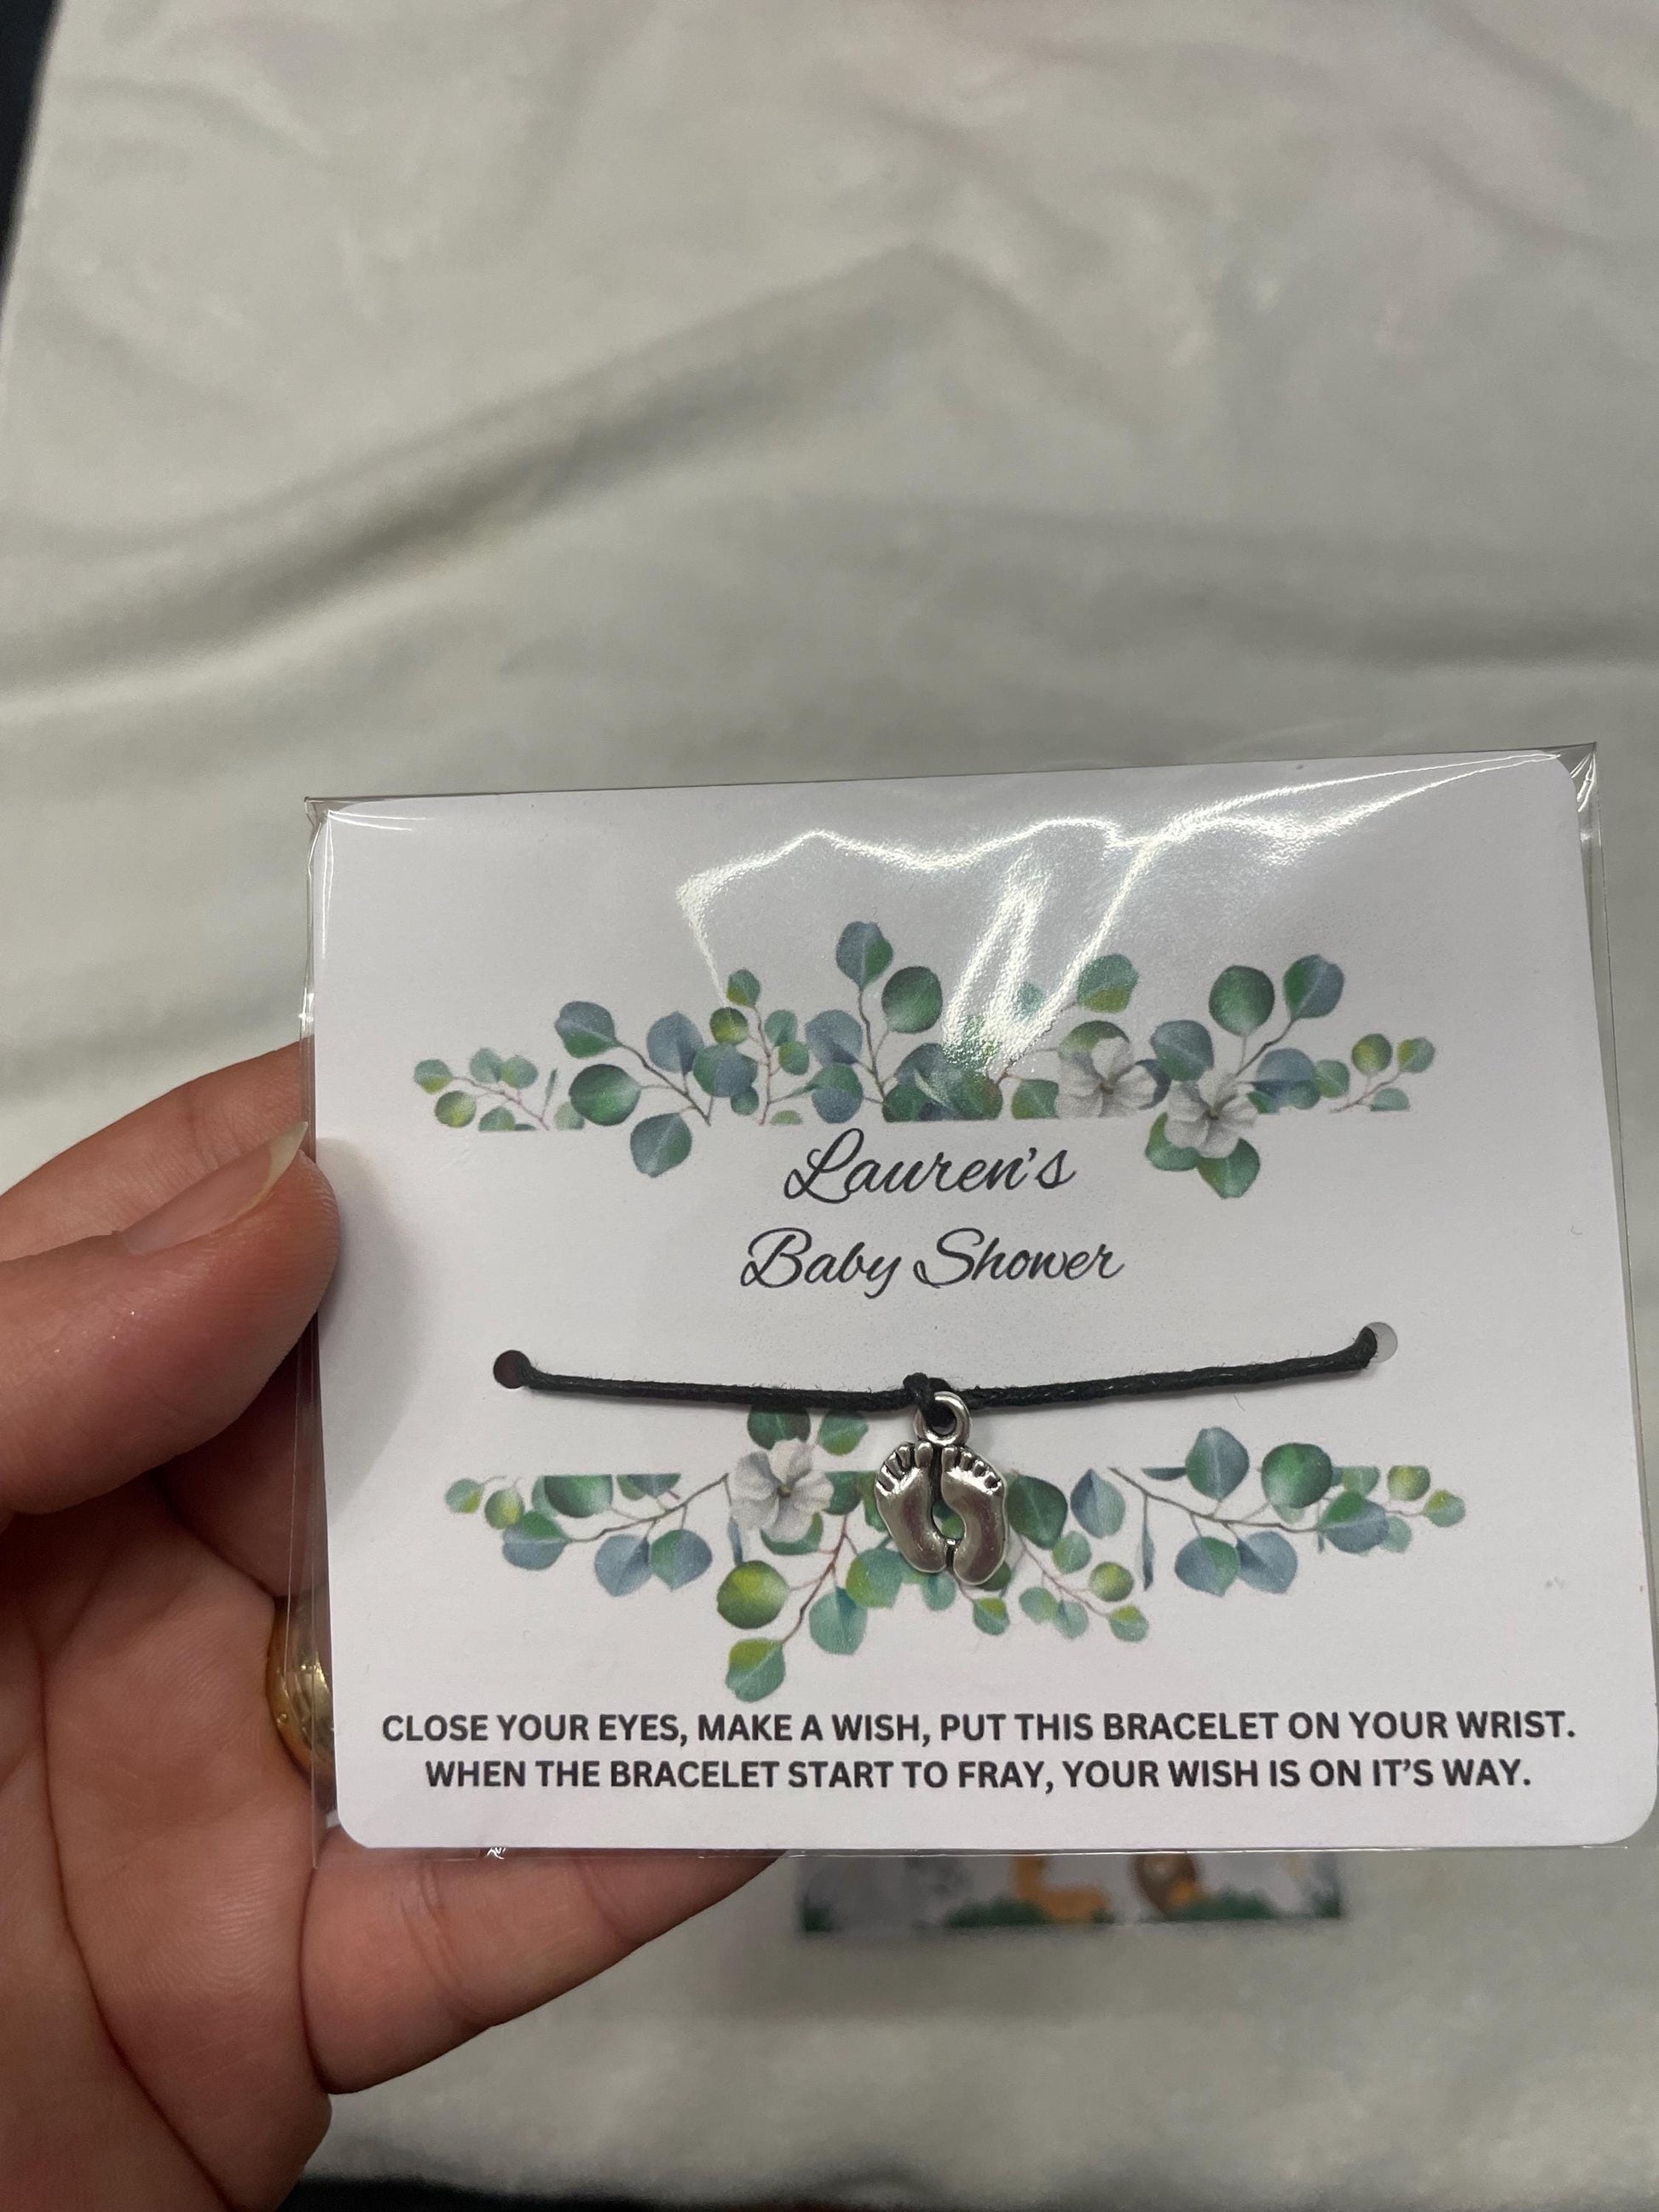 Lauren's
Baby Shower
CLOSE YOUR EYES, MAKE A WISH, PUT THIS BRACELET ON YOUR WRIST.
WHEN THE BRACELET START TO FRAY, YOUR WISH IS ON IT'S WAY.